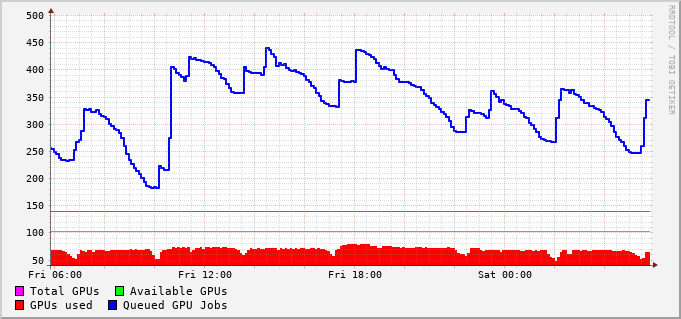 500
450
400
350
300
250
200
150
100
50
Fri 06:00 Fri 12:00 Fri 18:00 Sat 00:00
Total GPUs Available GPUs
GPUs used Queued GPU Jobs
RRDTOOL / TOBI OETIKER